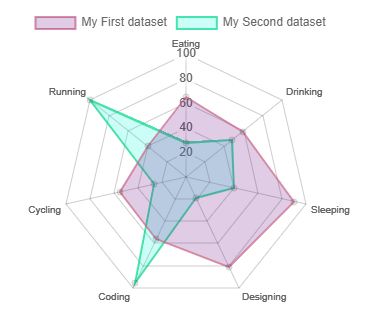 My First dataset My Second dataset
Eating
100
Running 80 Drinking
60
40
20
Cycling Sleeping
Coding Designing